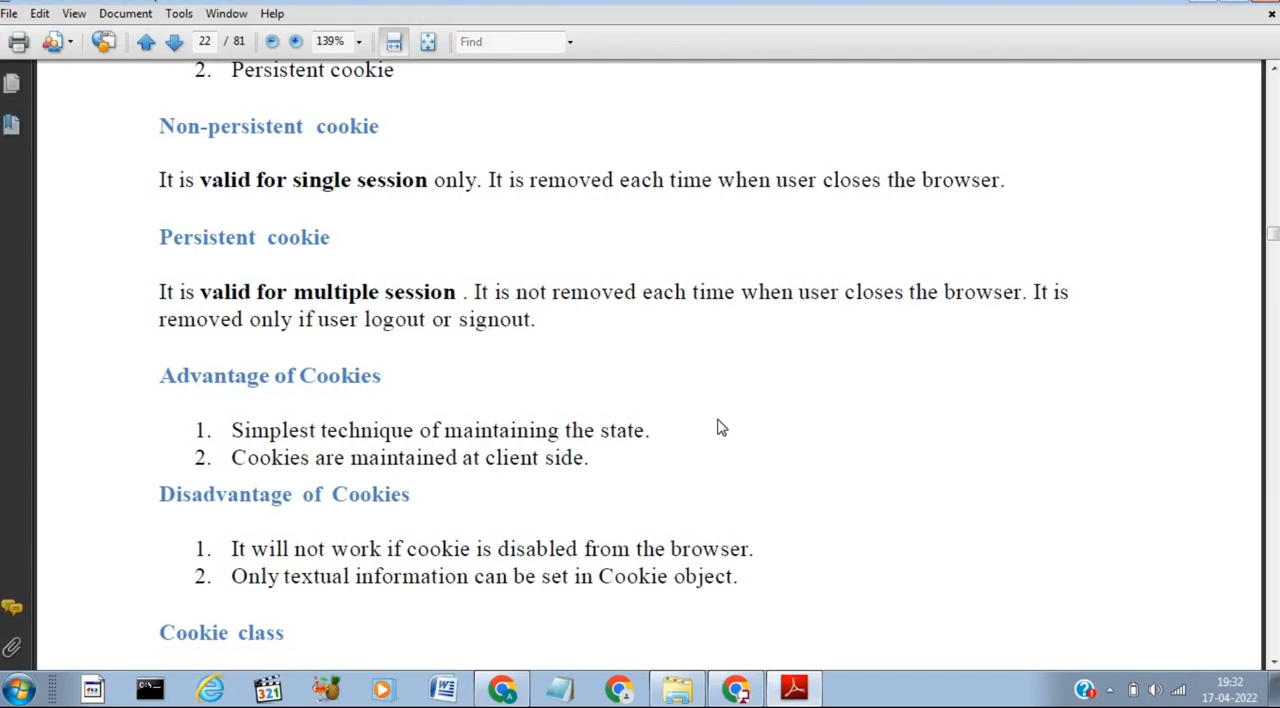 File Edit View Document Tools Window Help
22 / 81 139% Find
2. Persistent cookie
Non-persistent cookie
It is valid for single session only. It is removed each time when user closes the browser.
Persistent cookie
It is valid for multiple session . It is not removed each time when user closes the browser. It is
removed only if user logout or signout.
Advantage of Cookies
1. Simplest technique of maintaining the state.
2. Cookies are maintained at client side.
Disadvantage of Cookies
1. It will not work if cookie is disabled from the browser.
2. Only textual information can be set in Cookie object.
Cookie class
321
19:32
17-04-2022